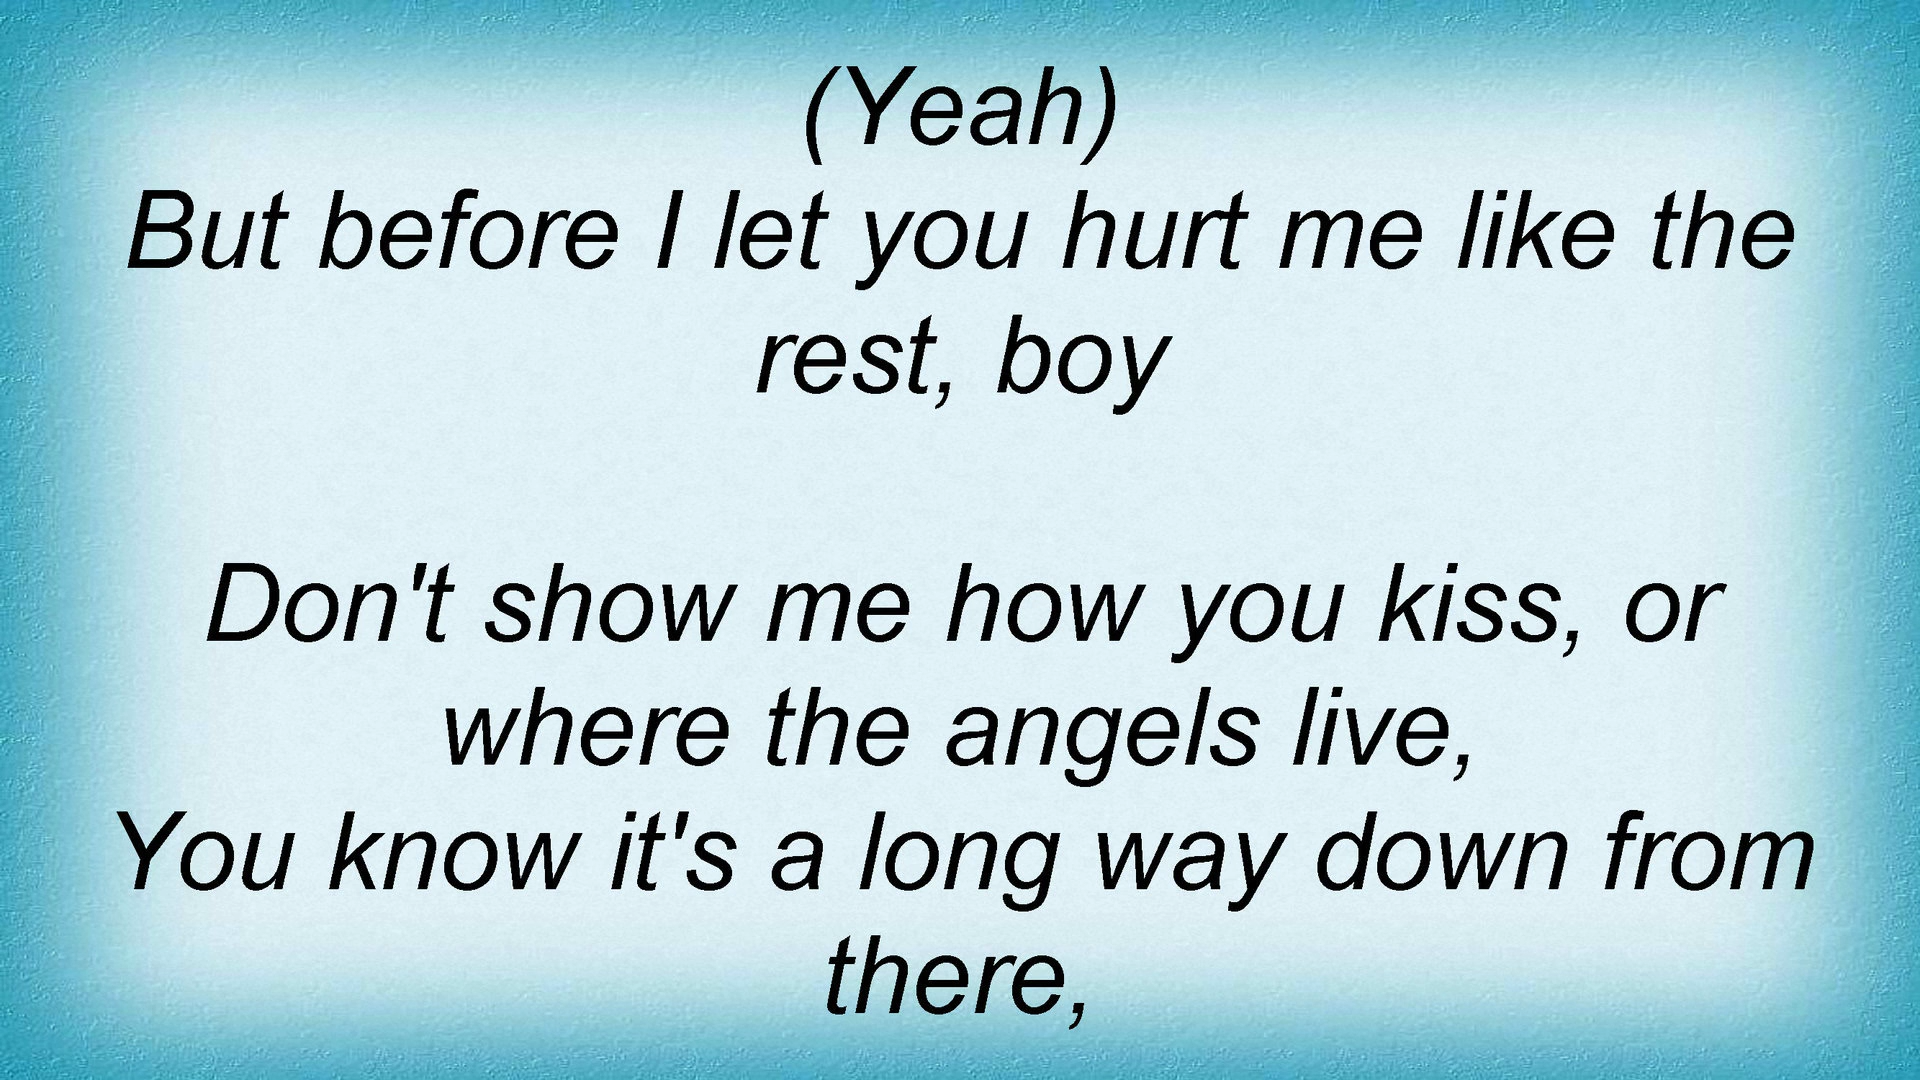 (Yeah)
But before I let you hurt me like the
rest, boy
Don't show me how you kiss, or
where the angels live,
You know it's a long way down from
there,